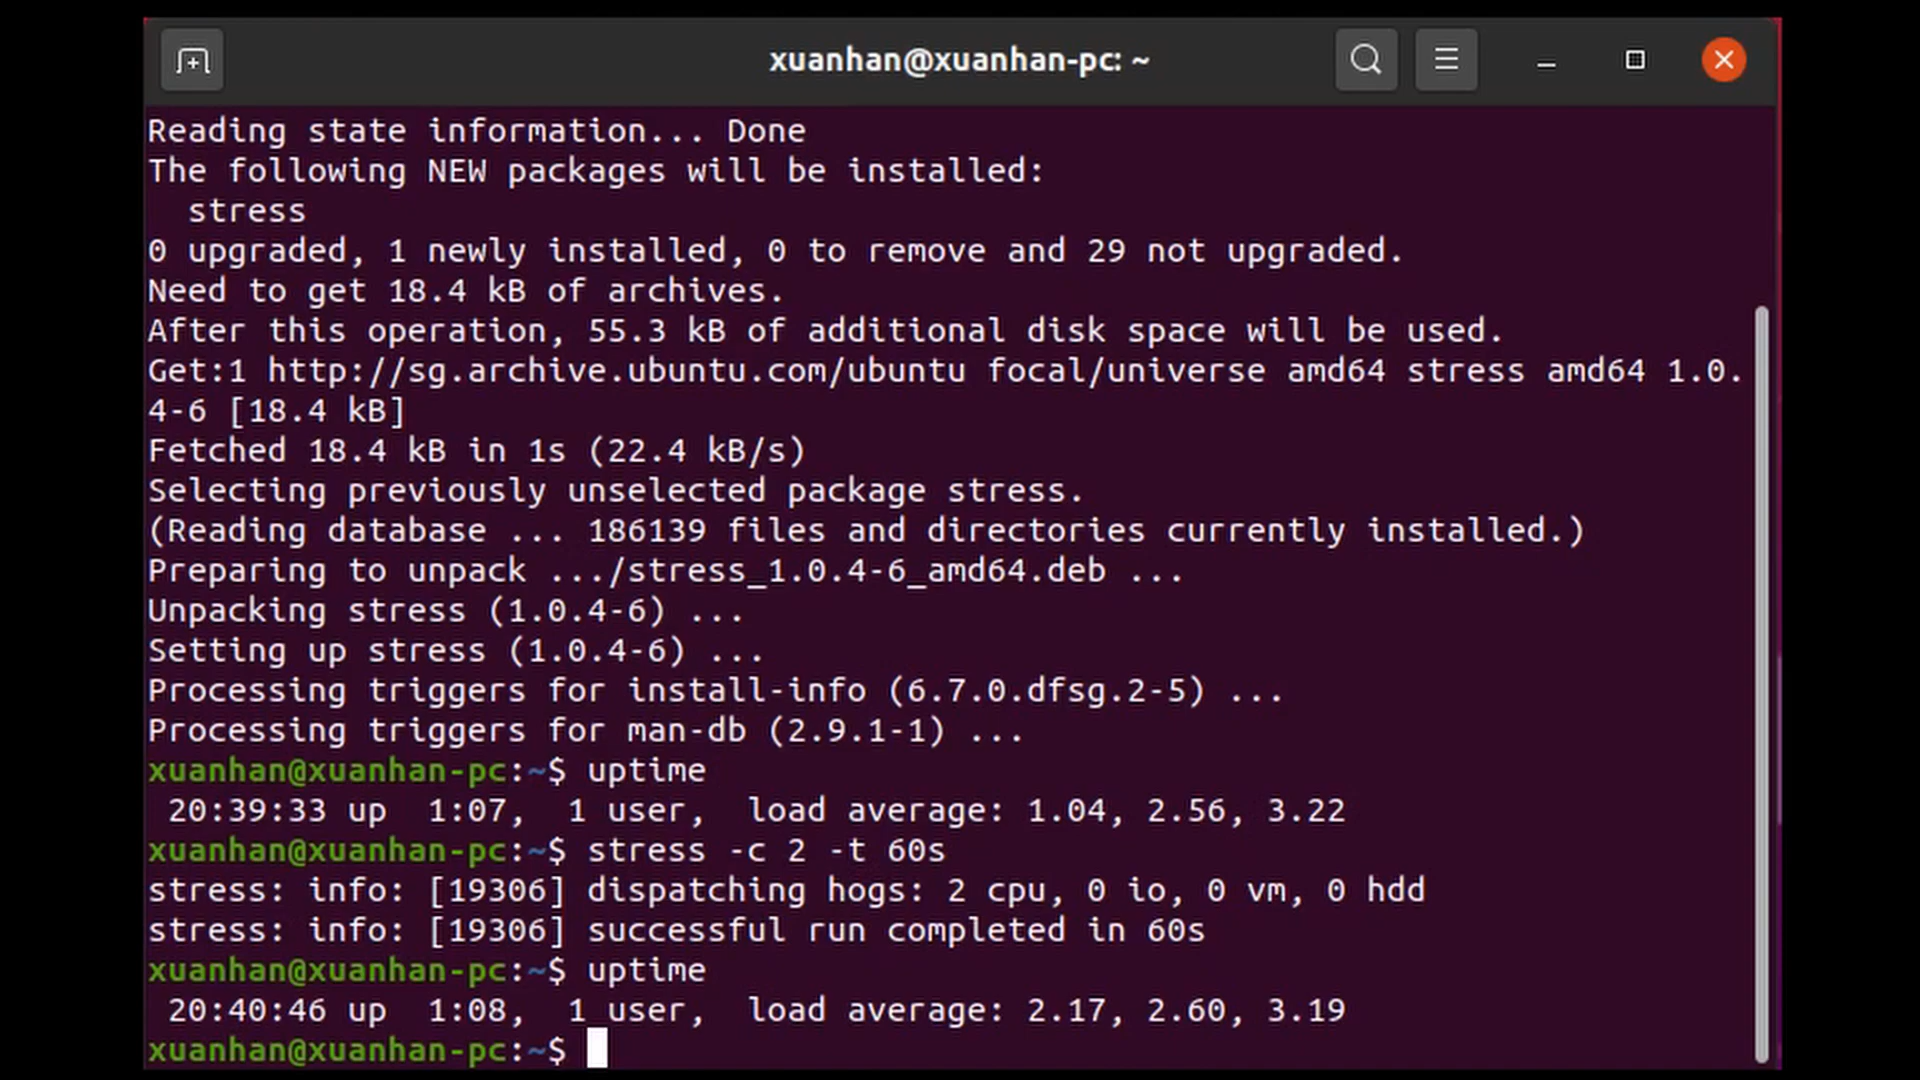 xuanhan@xuanhan-pc: ~
Reading state information... Done
The following NEW packages will be installed:
  stress
0 upgraded, 1 newly installed, 0 to remove and 29 not upgraded.
Need to get 18.4 kB of archives.
After this operation, 55.3 kB of additional disk space will be used.
Get:1 http://sg.archive.ubuntu.com/ubuntu focal/universe amd64 stress amd64 1.0.
4-6 [18.4 kB]
Fetched 18.4 kB in 1s (22.4 kB/s)
Selecting previously unselected package stress.
(Reading database ... 186139 files and directories currently installed.)
Preparing to unpack .../stress_1.0.4-6_amd64.deb ...
Unpacking stress (1.0.4-6) ...
Setting up stress (1.0.4-6) ...
Processing triggers for install-info (6.7.0.dfsg.2-5) ...
Processing triggers for man-db (2.9.1-1) ...
xuanhan@xuanhan-pc:~$ uptime
 20:39:33 up  1:07,  1 user,  load average: 1.04, 2.56, 3.22
xuanhan@xuanhan-pc:~$ stress -c 2 -t 60s
stress: info: [19306] dispatching hogs: 2 cpu, 0 io, 0 vm, 0 hdd
stress: info: [19306] successful run completed in 60s
xuanhan@xuanhan-pc:~$ uptime
 20:40:46 up  1:08,  1 user,  load average: 2.17, 2.60, 3.19
xuanhan@xuanhan-pc:~$